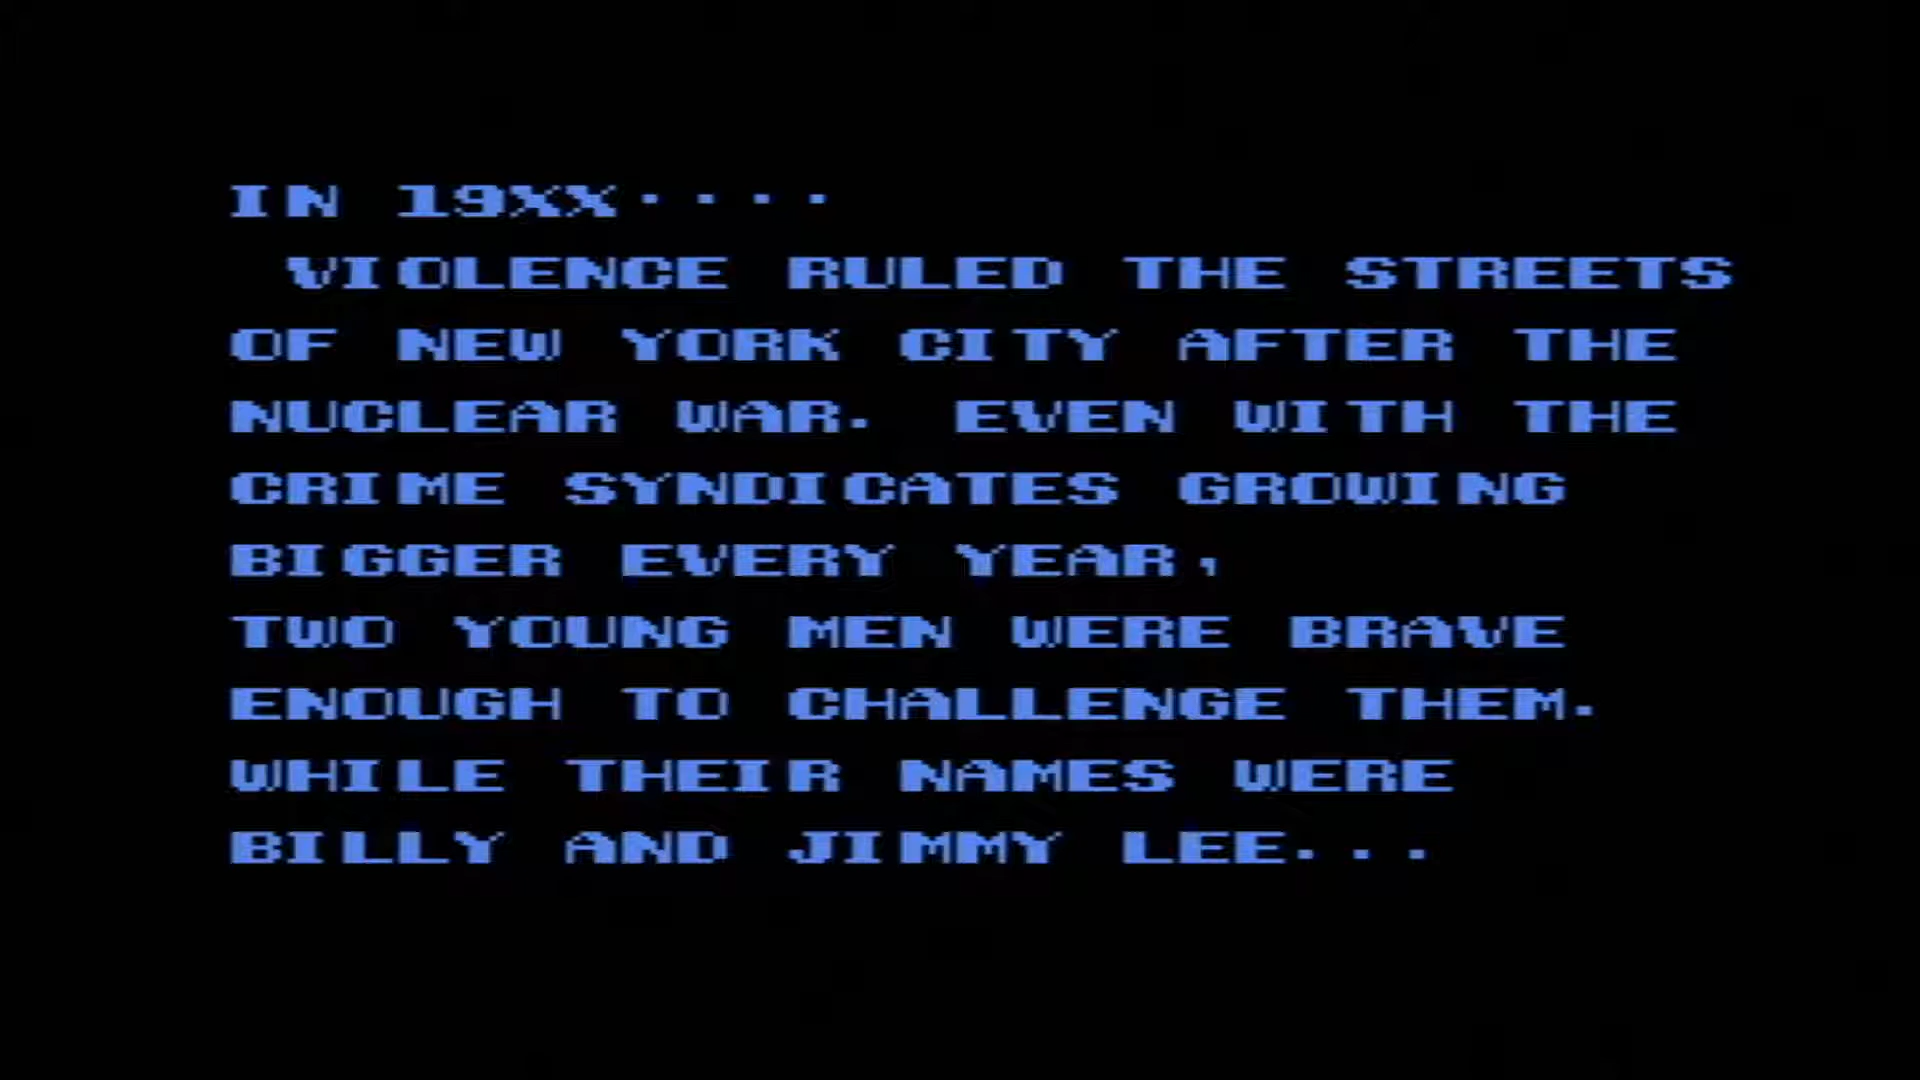 IN 19XX····
VIOLENCE RULED THE STREETS
OF NEW YORK CITY AFTER THE
NUCLEAR WAR. EVEN WITH THE
CRIME SYNDICATES GROWING
BIGGER EVERY YEAR,
TWO YOUNG MEN WERE BRAVE
ENOUGH TO CHALLENGE THEM.
WHILE THEIR NAMES WERE
BILLY AND JIMMY LEE...